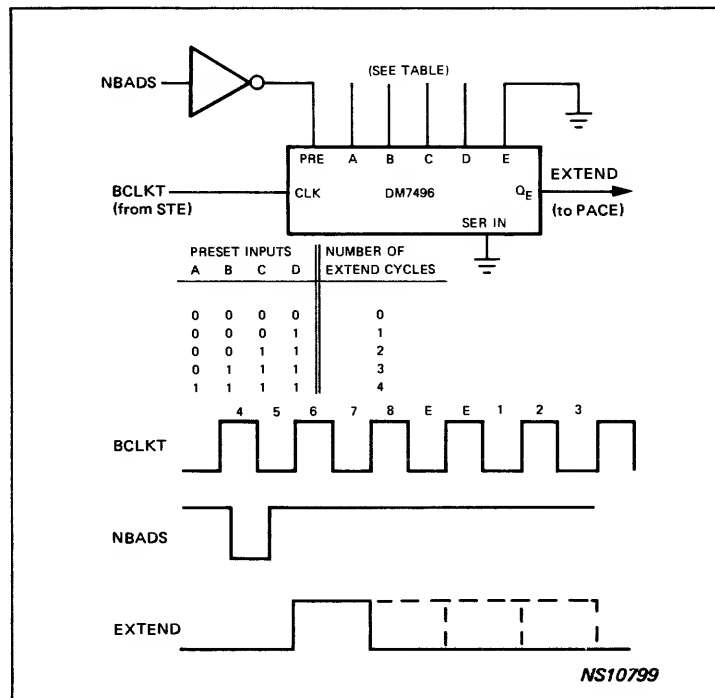 NBADS
(SEE TABLE)
PRE A B C D E
BCLKT
(from STE)
CLK DM7496 QE
EXTEND
(to PACE)
SER IN
PRESET INPUTS NUMBER OF
A B C D EXTEND CYCLES
0 0 0 0 0
0 0 0 1 1
0 0 1 1 2
0 1 1 1 3
1 1 1 1 4
4 5 6 7 8 E E 1 2 3
BCLKT
NBADS
EXTEND
NS10799